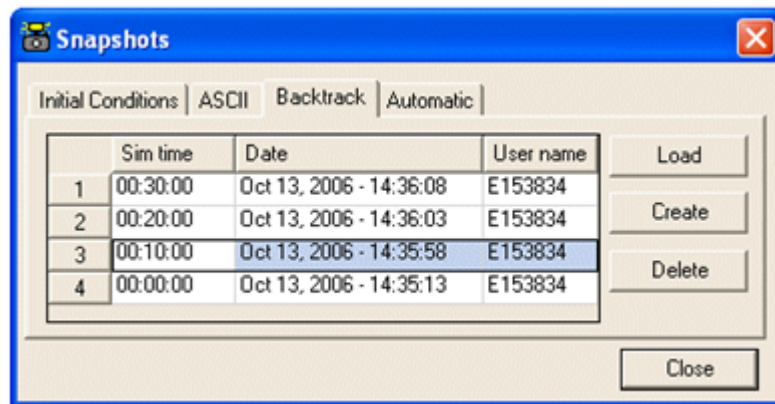 Snapshots
Initial Conditions ASCII Backtrack Automatic
Sim time Date User name Load
1 00:30:00 Oct 13, 2006 - 14:36:08 E153834
2 00:20:00 Oct 13, 2006 - 14:36:03 E153834 Create
3 00:10:00 Oct 13, 2006 - 14:35:58 E153834
4 00:00:00 Oct 13, 2006 - 14:35:13 E153834 Delete
Close